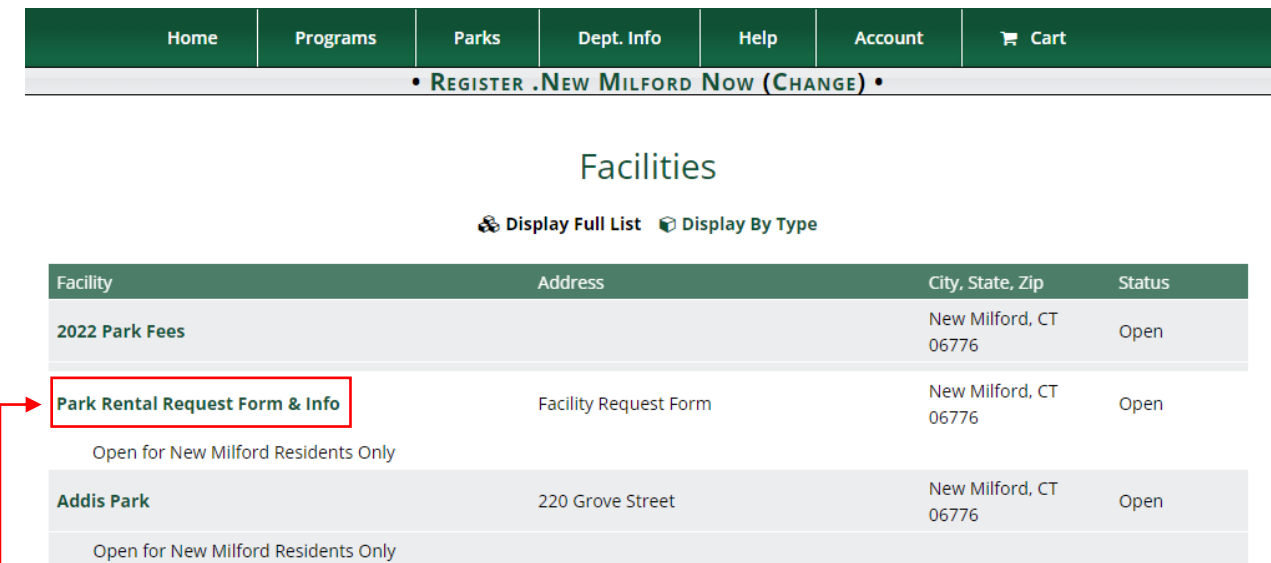 Home Programs Parks Dept. Info Help Account Cart
• Register .New Milford Now (Change) •
Facilities
Display Full List Display By Type
Facility Address City, State, Zip Status
2022 Park Fees New Milford, CT 06776 Open
Park Rental Request Form & Info Facility Request Form New Milford, CT 06776 Open
Open for New Milford Residents Only
Addis Park 220 Grove Street New Milford, CT 06776 Open
Open for New Milford Residents Only